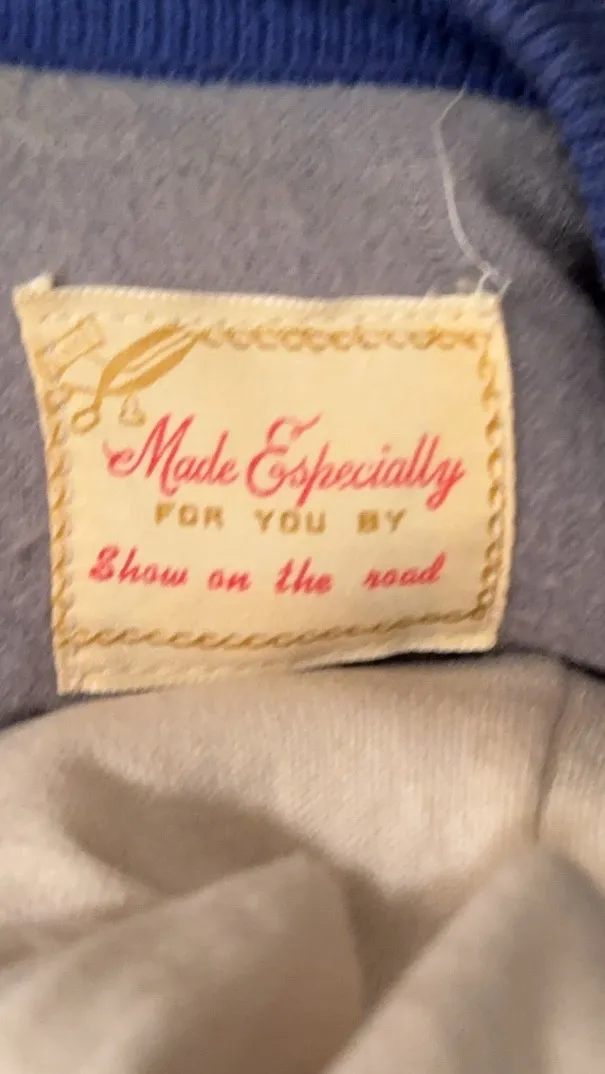 Made Especially
FOR YOU BY
Show on the road